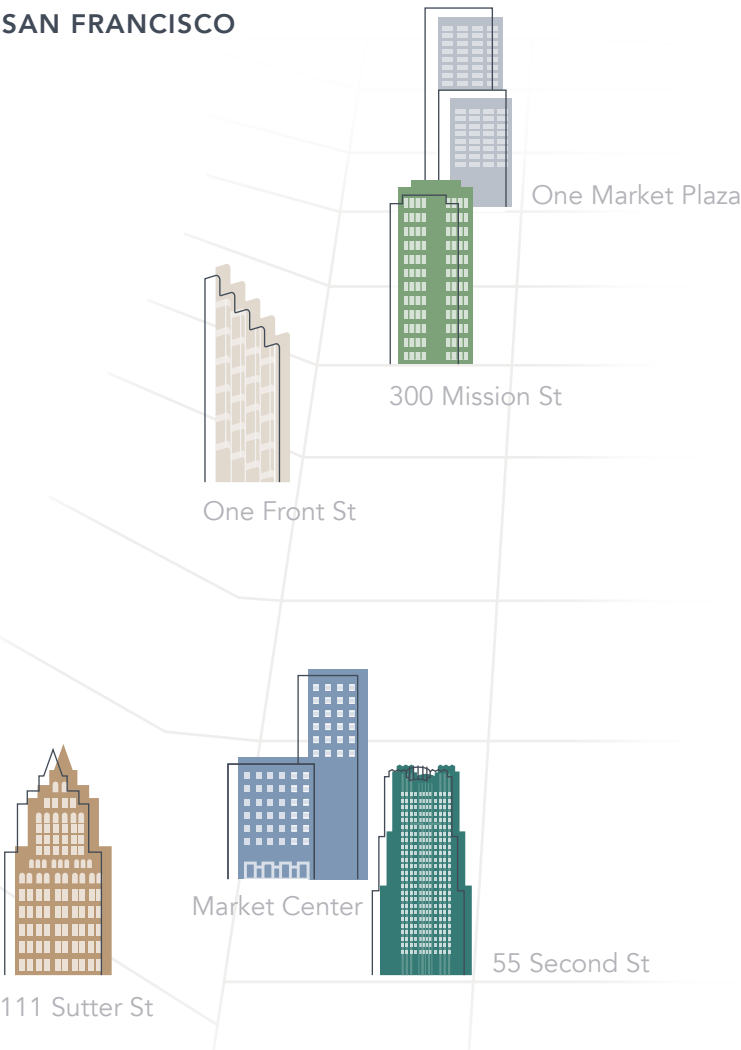 SAN FRANCISCO
One Market Plaza
300 Mission St
One Front St
Market Center
55 Second St
111 Sutter St